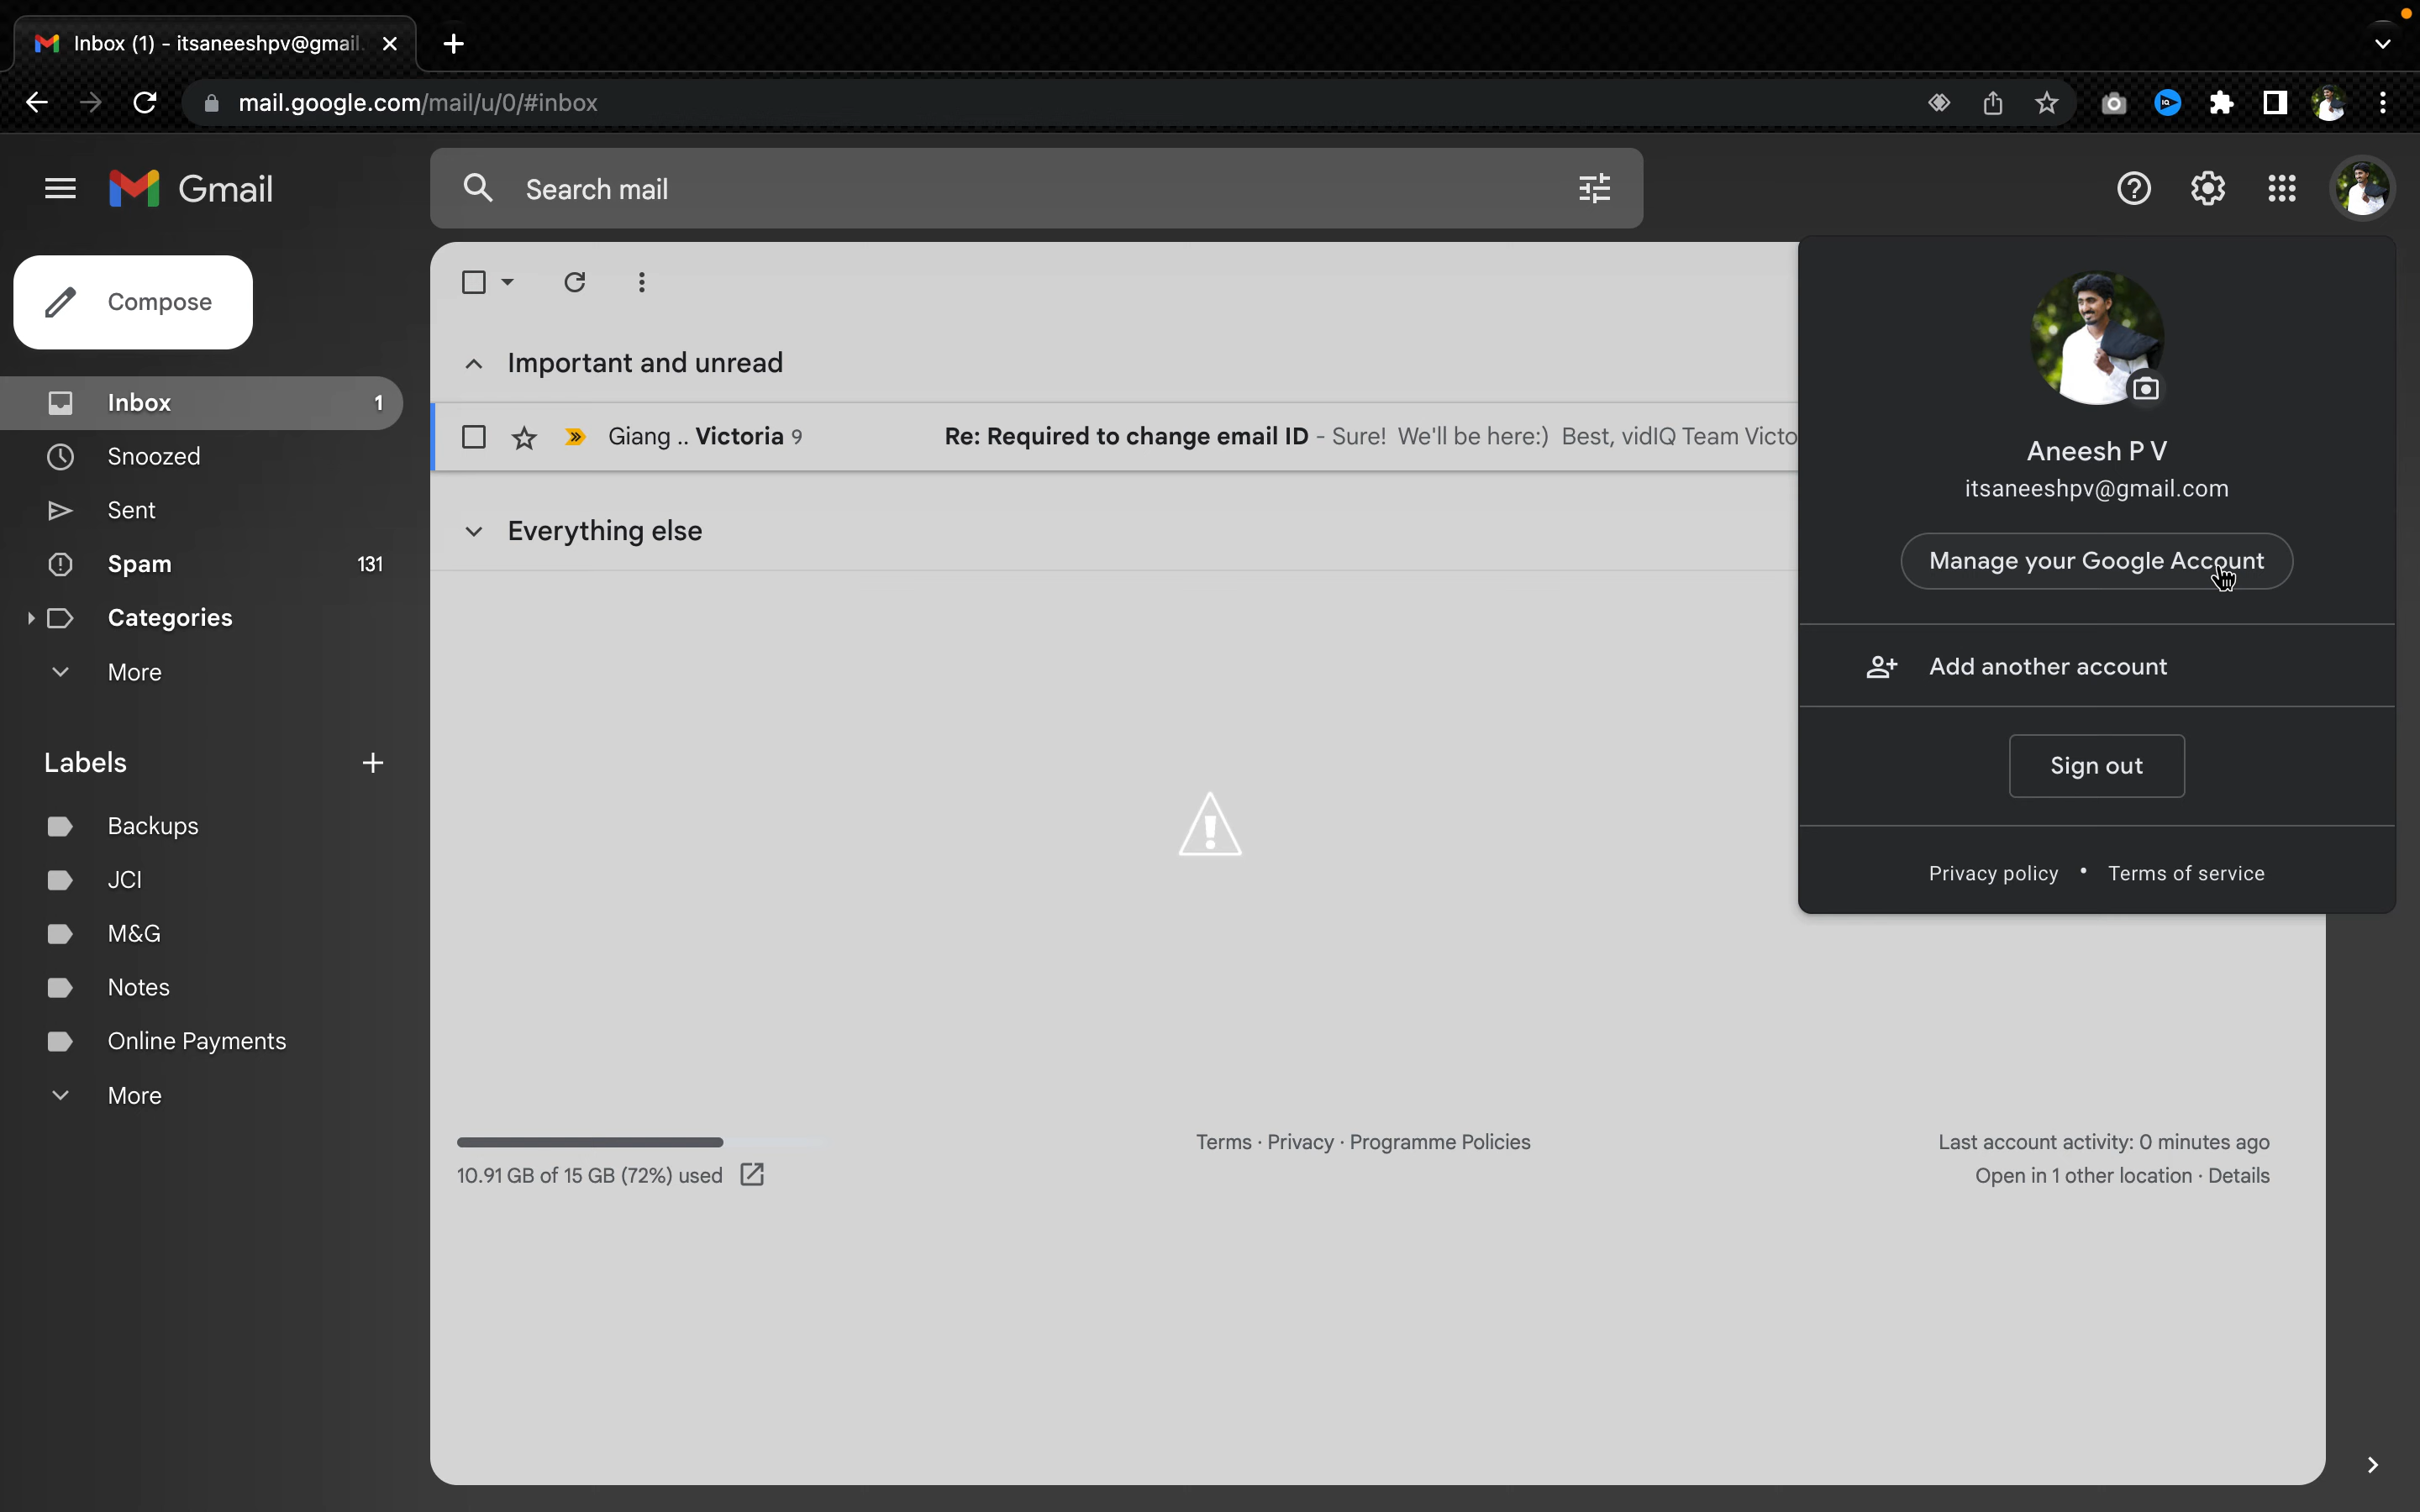 Inbox (1) - itsaneeshpv@gmail.
mail.google.com/mail/u/0/#inbox
Gmail
Search mail
Compose
Inbox 1
Snoozed
Sent
Spam 131
Categories
More
Labels
Backups
JCI
M&G
Notes
Online Payments
More
Important and unread
Giang .. Victoria 9 Re: Required to change email ID - Sure! We'll be here:) Best, vidIQ Team Victo
Everything else
10.91 GB of 15 GB (72%) used
Terms · Privacy · Programme Policies
Last account activity: 0 minutes ago
Open in 1 other location · Details
Aneesh P V
itsaneeshpv@gmail.com
Manage your Google Account
Add another account
Sign out
Privacy policy • Terms of service